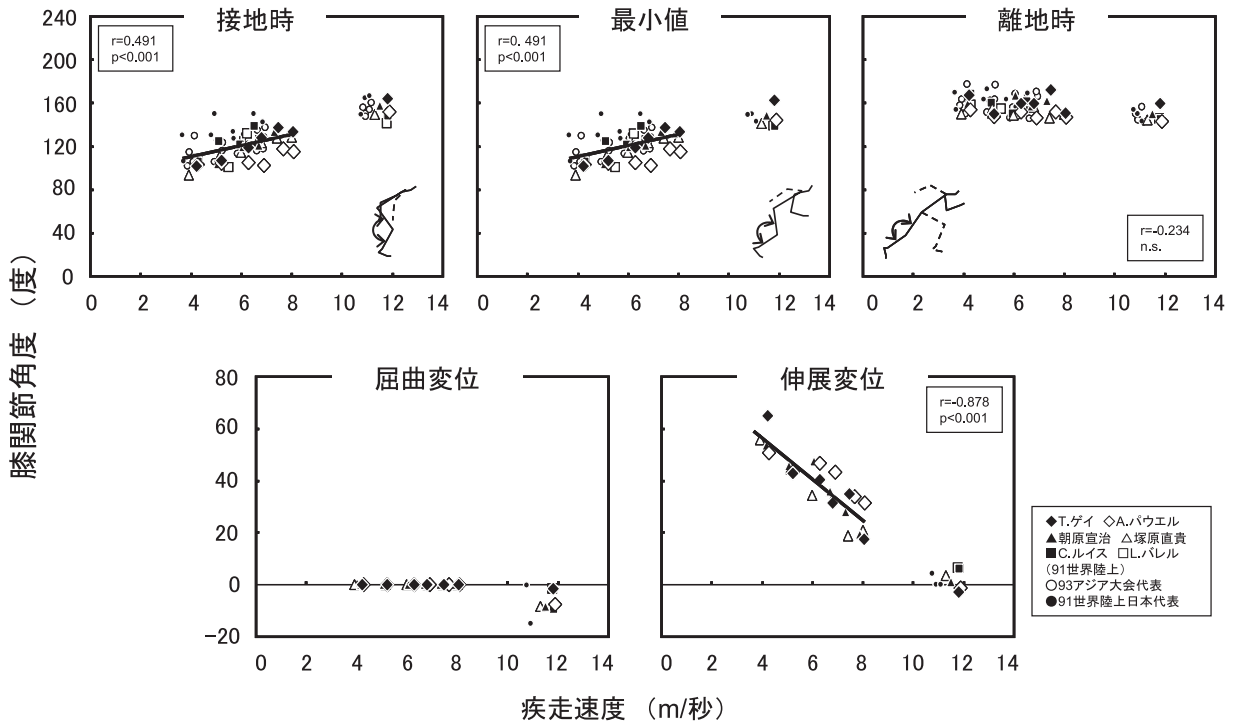 接地時
最小値
離地時
240
200
160
120
80
40
0
r=0.491
p<0.001
r=0. 491
p<0.001
r=-0.234
n.s.
0 2 4 6 8 10 12 14
0 2 4 6 8 10 12 14
0 2 4 6 8 10 12 14
膝関節角度 (度)
屈曲変位
伸展変位
80
60
40
20
0
-20
r=-0.878
p<0.001
0 2 4 6 8 10 12 14
0 2 4 6 8 10 12 14
◆T.ゲイ ◇A.パウエル
▲朝原宣治 △塚原直貴
■C.ルイス □L.バレル
(91世界陸上)
○93アジア大会代表
●91世界陸上日本代表
疾走速度 (m/秒)